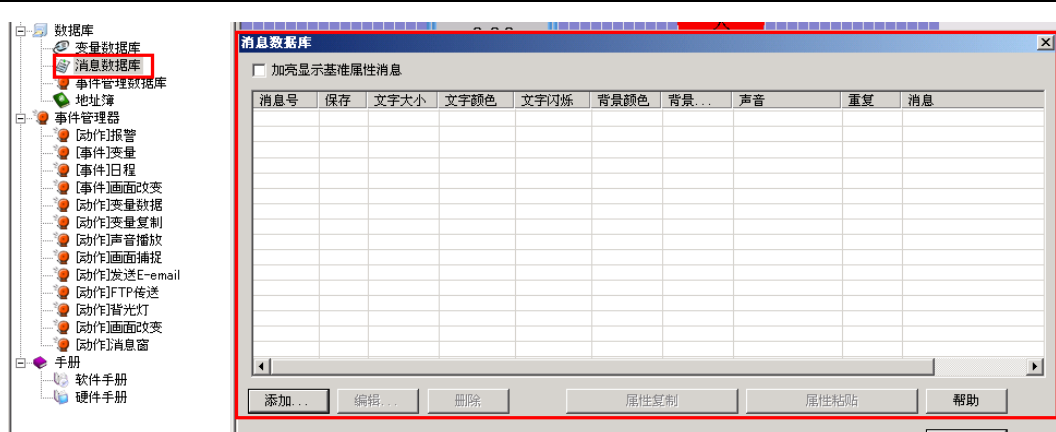 数据库
变量数据库
消息数据库
事件管理数据库
地址簿
事件管理器
[动作]报警
[事件]变量
[事件]日程
[事件]画面改变
[动作]变量数据
[动作]变量复制
[动作]声音播放
[动作]画面捕捉
[动作]发送E-email
[动作]FTP传送
[动作]背光灯
[动作]画面改变
[动作]消息窗
手册
软件手册
硬件手册
消息数据库
加亮显示基准属性消息
消息号 保存 文字大小 文字颜色 文字闪烁 背景颜色 背景... 声音 重复 消息
添加... 编辑... 删除 属性复制 属性粘贴 帮助